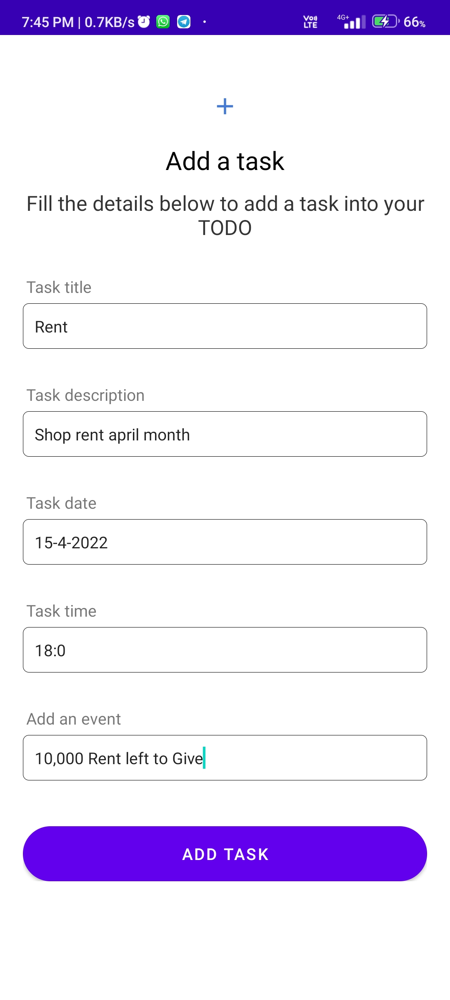 7:45 PM | 0.7KB/s
Vo)) LTE 4G+ 66%
+
Add a task
Fill the details below to add a task into your
TODO
Task title
Rent
Task description
Shop rent april month
Task date
15-4-2022
Task time
18:0
Add an event
10,000 Rent left to Give
ADD TASK